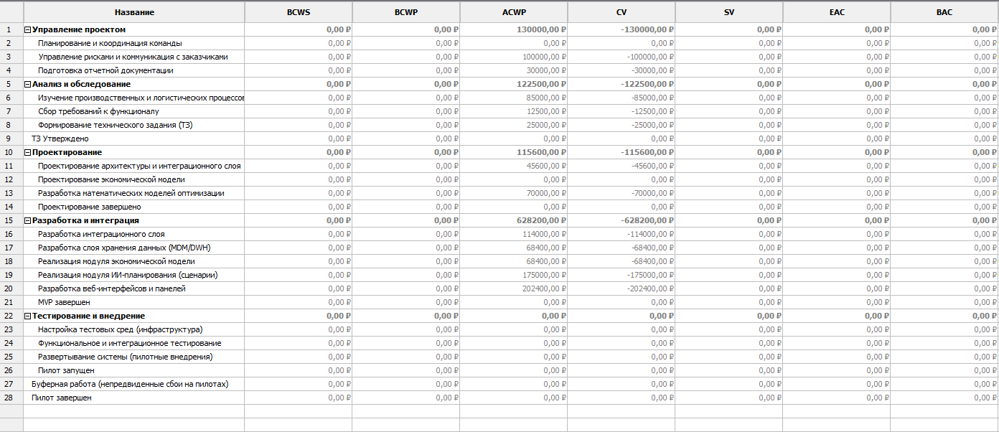 Название BCWS BCWP ACWP CV SV EAC BAC
1 Управление проектом 0,00 ₽ 0,00 ₽ 130000,00 ₽ -130000,00 ₽ 0,00 ₽ 0,00 ₽ 0,00 ₽
2 Планирование и координация команды 0,00 ₽ 0,00 ₽ 0,00 ₽ 0,00 ₽ 0,00 ₽ 0,00 ₽ 0,00 ₽
3 Управление рисками и коммуникация с заказчиками 0,00 ₽ 0,00 ₽ 100000,00 ₽ -100000,00 ₽ 0,00 ₽ 0,00 ₽ 0,00 ₽
4 Подготовка отчетной документации 0,00 ₽ 0,00 ₽ 30000,00 ₽ -30000,00 ₽ 0,00 ₽ 0,00 ₽ 0,00 ₽
5 Анализ и обследование 0,00 ₽ 0,00 ₽ 122500,00 ₽ -122500,00 ₽ 0,00 ₽ 0,00 ₽ 0,00 ₽
6 Изучение производственных и логистических процессов 0,00 ₽ 0,00 ₽ 85000,00 ₽ -85000,00 ₽ 0,00 ₽ 0,00 ₽ 0,00 ₽
7 Сбор требований к функционалу 0,00 ₽ 0,00 ₽ 12500,00 ₽ -12500,00 ₽ 0,00 ₽ 0,00 ₽ 0,00 ₽
8 Формирование технического задания (ТЗ) 0,00 ₽ 0,00 ₽ 25000,00 ₽ -25000,00 ₽ 0,00 ₽ 0,00 ₽ 0,00 ₽
9 ТЗ Утверждено 0,00 ₽ 0,00 ₽ 0,00 ₽ 0,00 ₽ 0,00 ₽ 0,00 ₽ 0,00 ₽
10 Проектирование 0,00 ₽ 0,00 ₽ 115600,00 ₽ -115600,00 ₽ 0,00 ₽ 0,00 ₽ 0,00 ₽
11 Проектирование архитектуры и интеграционного слоя 0,00 ₽ 0,00 ₽ 45600,00 ₽ -45600,00 ₽ 0,00 ₽ 0,00 ₽ 0,00 ₽
12 Проектирование экономической модели 0,00 ₽ 0,00 ₽ 0,00 ₽ 0,00 ₽ 0,00 ₽ 0,00 ₽ 0,00 ₽
13 Разработка математических моделей оптимизации 0,00 ₽ 0,00 ₽ 70000,00 ₽ -70000,00 ₽ 0,00 ₽ 0,00 ₽ 0,00 ₽
14 Проектирование завершено 0,00 ₽ 0,00 ₽ 0,00 ₽ 0,00 ₽ 0,00 ₽ 0,00 ₽ 0,00 ₽
15 Разработка и интеграция 0,00 ₽ 0,00 ₽ 628200,00 ₽ -628200,00 ₽ 0,00 ₽ 0,00 ₽ 0,00 ₽
16 Разработка интеграционного слоя 0,00 ₽ 0,00 ₽ 114000,00 ₽ -114000,00 ₽ 0,00 ₽ 0,00 ₽ 0,00 ₽
17 Разработка слоя хранения данных (MDM/DWH) 0,00 ₽ 0,00 ₽ 68400,00 ₽ -68400,00 ₽ 0,00 ₽ 0,00 ₽ 0,00 ₽
18 Реализация модуля экономической модели 0,00 ₽ 0,00 ₽ 68400,00 ₽ -68400,00 ₽ 0,00 ₽ 0,00 ₽ 0,00 ₽
19 Реализация модуля ИИ-планирования (сценарии) 0,00 ₽ 0,00 ₽ 175000,00 ₽ -175000,00 ₽ 0,00 ₽ 0,00 ₽ 0,00 ₽
20 Разработка веб-интерфейсов и панелей 0,00 ₽ 0,00 ₽ 202400,00 ₽ -202400,00 ₽ 0,00 ₽ 0,00 ₽ 0,00 ₽
21 MVP завершен 0,00 ₽ 0,00 ₽ 0,00 ₽ 0,00 ₽ 0,00 ₽ 0,00 ₽ 0,00 ₽
22 Тестирование и внедрение 0,00 ₽ 0,00 ₽ 0,00 ₽ 0,00 ₽ 0,00 ₽ 0,00 ₽ 0,00 ₽
23 Настройка тестовых сред (инфраструктура) 0,00 ₽ 0,00 ₽ 0,00 ₽ 0,00 ₽ 0,00 ₽ 0,00 ₽ 0,00 ₽
24 Функциональное и интеграционное тестирование 0,00 ₽ 0,00 ₽ 0,00 ₽ 0,00 ₽ 0,00 ₽ 0,00 ₽ 0,00 ₽
25 Развертывание системы (пилотные внедрения) 0,00 ₽ 0,00 ₽ 0,00 ₽ 0,00 ₽ 0,00 ₽ 0,00 ₽ 0,00 ₽
26 Пилот запущен 0,00 ₽ 0,00 ₽ 0,00 ₽ 0,00 ₽ 0,00 ₽ 0,00 ₽ 0,00 ₽
27 Буферная работа (непредвиденные сбои на пилотах) 0,00 ₽ 0,00 ₽ 0,00 ₽ 0,00 ₽ 0,00 ₽ 0,00 ₽ 0,00 ₽
28 Пилот завершен 0,00 ₽ 0,00 ₽ 0,00 ₽ 0,00 ₽ 0,00 ₽ 0,00 ₽ 0,00 ₽